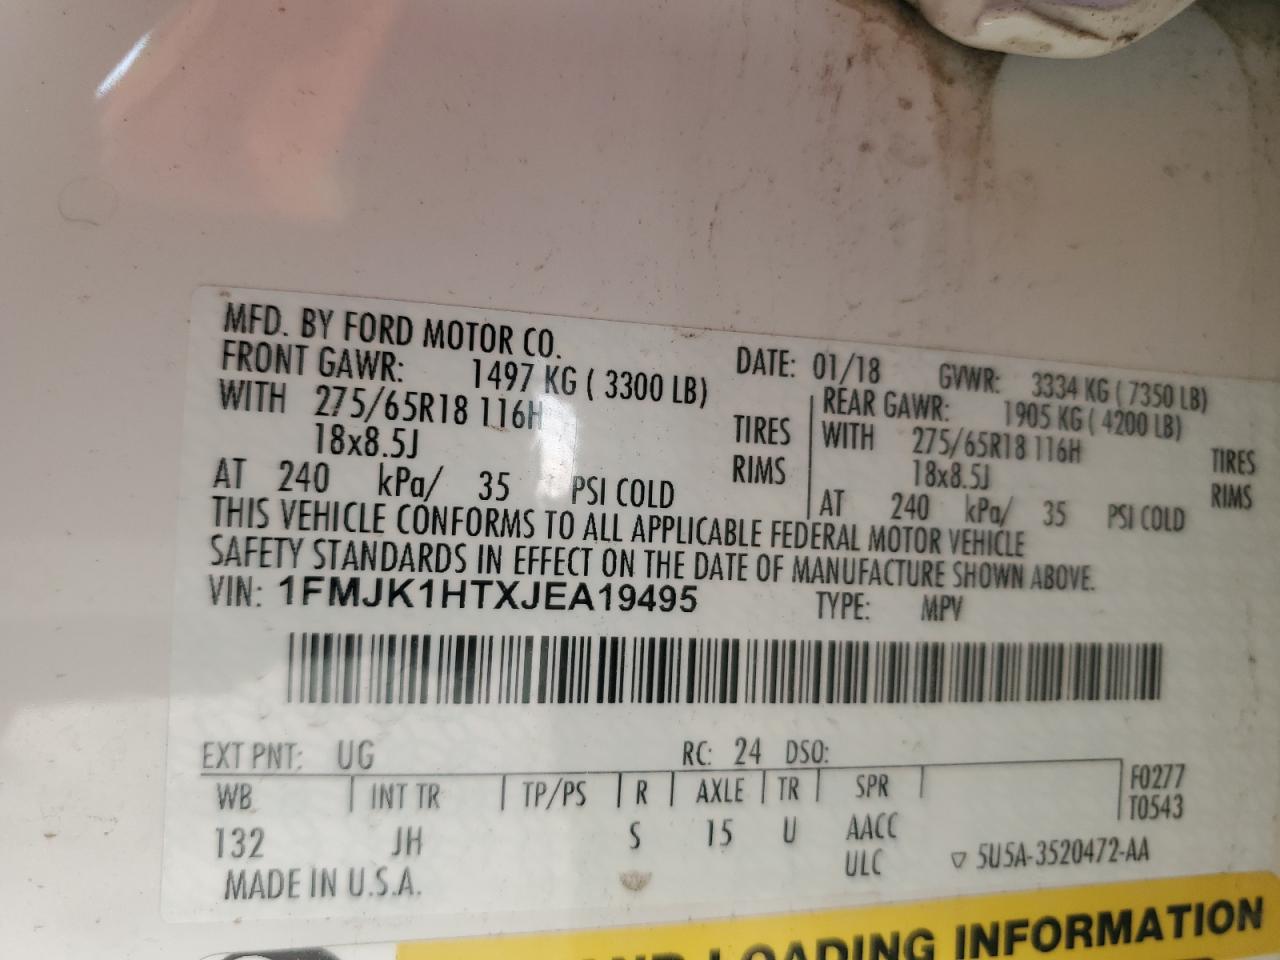 MFD. BY FORD MOTOR CO.
DATE: 01/18 GVWR: 3334 KG ( 7350 LB)
FRONT GAWR: 1497 KG ( 3300 LB)
REAR GAWR: 1905 KG ( 4200 LB)
WITH 275/65R18 116H TIRES
WITH 275/65R18 116H TIRES
18x8.5J RIMS
18x8.5J RIMS
AT 240 kPa/ 35 PSI COLD
AT 240 kPa/ 35 PSI COLD
THIS VEHICLE CONFORMS TO ALL APPLICABLE FEDERAL MOTOR VEHICLE
SAFETY STANDARDS IN EFFECT ON THE DATE OF MANUFACTURE SHOWN ABOVE.
VIN: 1FMJK1HTXJEA19495 TYPE: MPV
EXT PNT: UG RC: 24 DSO:
WB INT TR TP/PS R AXLE TR SPR F0277
T0543
132 JH S 15 U AACC
ULC ▽ 5U5A-3520472-AA
MADE IN U.S.A.
AND LOADING INFORMATION